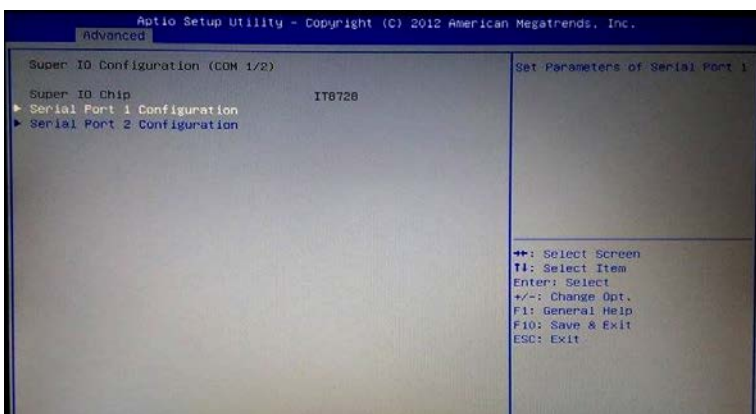 Aptio Setup Utility - Copyright (C) 2012 American Megatrends, Inc.
Advanced
Super IO Configuration (COM 1/2)
Super IO Chip IT8728
► Serial Port 1 Configuration
► Serial Port 2 Configuration
Set Parameters of Serial Port 1
→←: Select Screen
↑↓: Select Item
Enter: Select
+/-: Change Opt.
F1: General Help
F10: Save & Exit
ESC: Exit